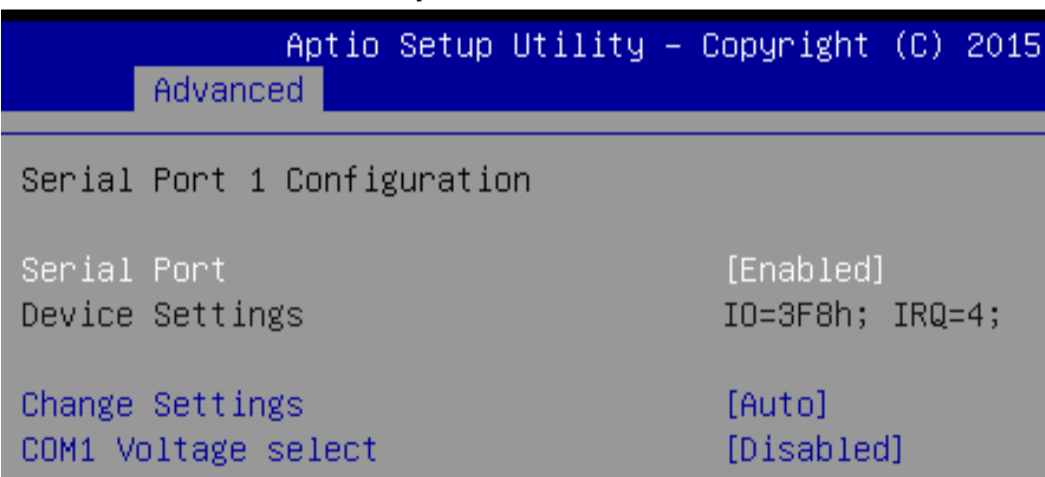 Aptio Setup Utility – Copyright (C) 2015
Advanced
Serial Port 1 Configuration
Serial Port [Enabled]
Device Settings IO=3F8h; IRQ=4;
Change Settings [Auto]
COM1 Voltage select [Disabled]